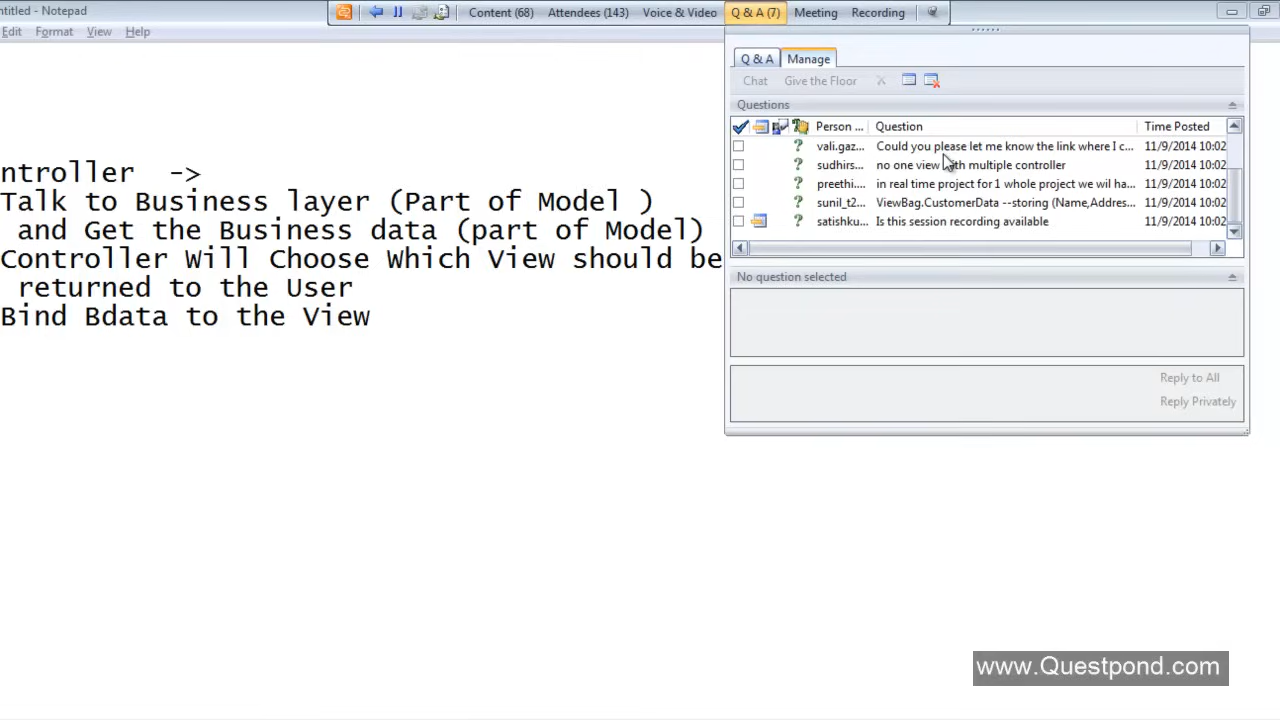 ntitled - Notepad
Content (68) Attendees (143) Voice & Video Q & A (7) Meeting Recording
Edit Format View Help
Q & A Manage
Chat Give the Floor
Questions
Person ... Question Time Posted
vali.gaz... Could you please let me know the link where I c... 11/9/2014 10:02
sudhirs... no one view with multiple controller 11/9/2014 10:02
preethi.... in real time project for 1 whole project we wil ha... 11/9/2014 10:02
sunil_t2... ViewBag.CustomerData --storing (Name,Addres... 11/9/2014 10:02
satishku... Is this session recording available 11/9/2014 10:02
No question selected
Reply to All
Reply Privately
ntroller ->
Talk to Business layer (Part of Model )
and Get the Business data (part of Model)
Controller Will Choose Which View should be
returned to the User
Bind Bdata to the View
www.Questpond.com